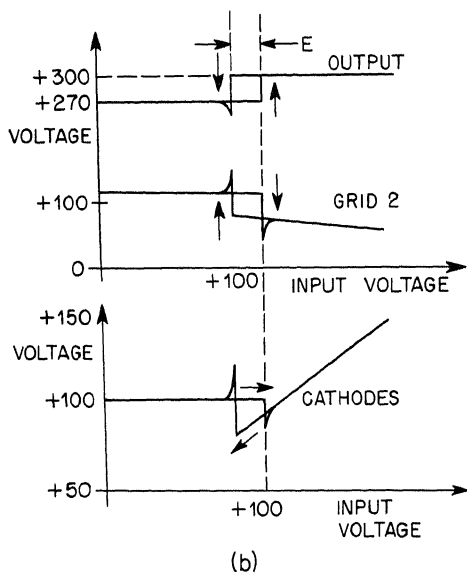 E
OUTPUT
+300
+270
VOLTAGE
+100
GRID 2
0
+100
INPUT VOLTAGE
+150
VOLTAGE
+100
CATHODES
+50
+100
INPUT
VOLTAGE
(b)